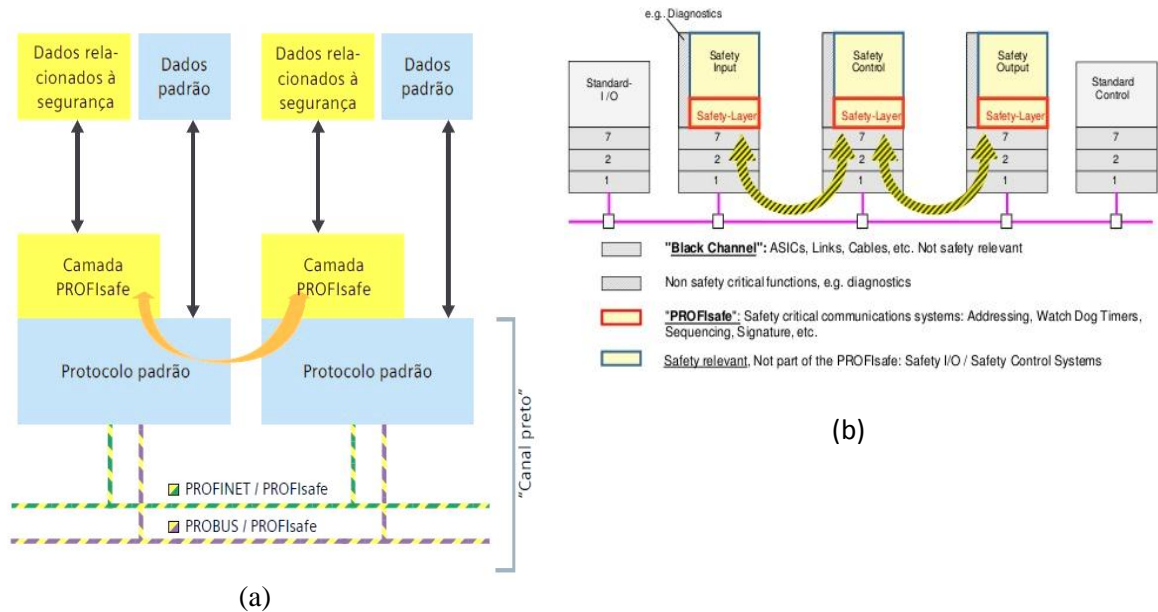 Dados rela-
cionados à
segurança
Dados
padrão
Dados rela-
cionados à
segurança
Dados
padrão
Camada
PROFIsafe
Camada
PROFIsafe
Protocolo padrão
Protocolo padrão
"Canal preto"
PROFINET / PROFIsafe
PROBUS / PROFIsafe
(a)
e.g.. Diagnostics
Standard-
I /O
7
2
1
Safety
Input
Safety-Layer
7
2
1
Safety
Control
Safety-Layer
7
2
1
Safety
Output
Safety-Layer
7
2
1
Standard
Control
7
2
1
"Black Channel": ASICs, Links, Cables, etc. Not safety relevant
Non safety critical functions, e.g. diagnostics
"PROFIsafe": Safety critical communications systems: Addressing, Watch Dog Timers,
Sequencing, Signature, etc.
Safety relevant, Not part of the PROFIsafe: Safety I/O / Safety Control Systems
(b)